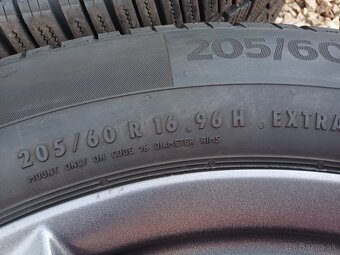 205/60
205/60 R 16 .96 H . EXTRA
MOUNT ONLY ON CODE 16 DIAMETER RIMS